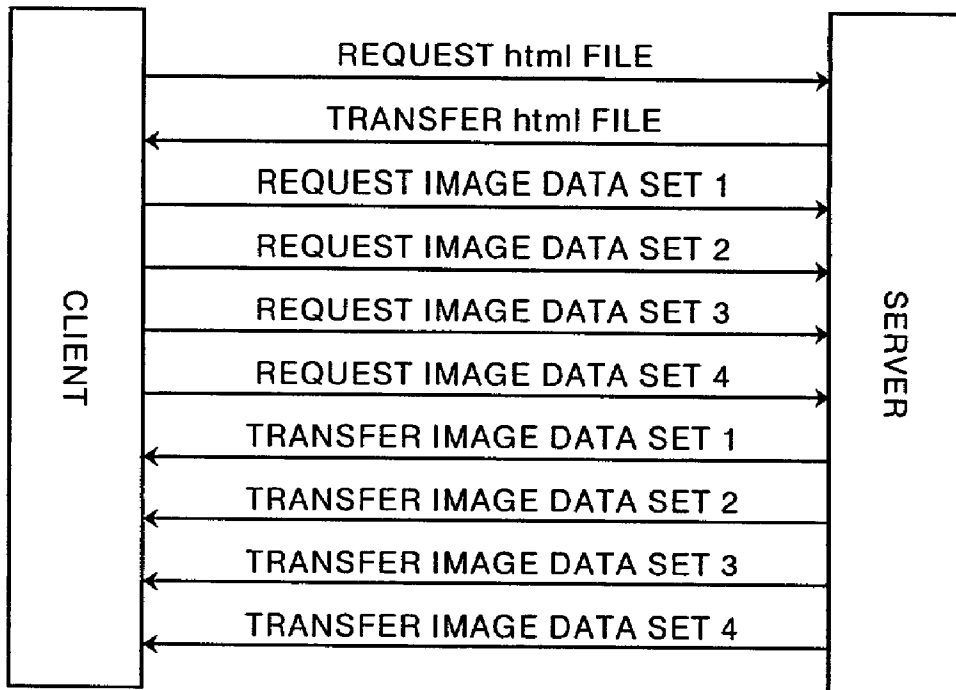 REQUEST html FILE
TRANSFER html FILE
REQUEST IMAGE DATA SET 1
REQUEST IMAGE DATA SET 2
REQUEST IMAGE DATA SET 3
REQUEST IMAGE DATA SET 4
TRANSFER IMAGE DATA SET 1
TRANSFER IMAGE DATA SET 2
TRANSFER IMAGE DATA SET 3
TRANSFER IMAGE DATA SET 4
CLIENT
SERVER